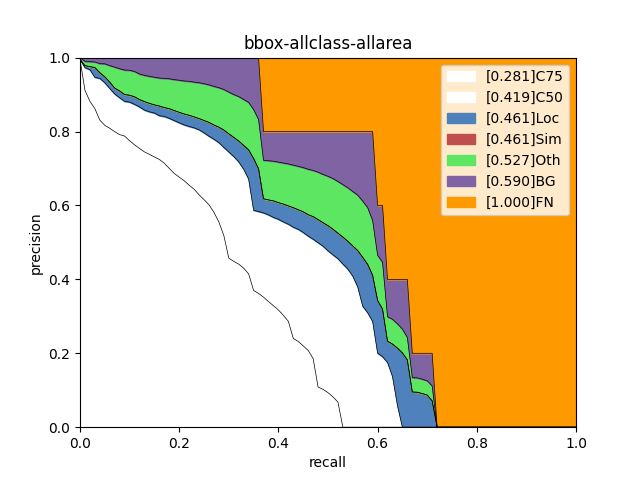 bbox-allclass-allarea
precision
1.0
0.8
0.6
0.4
0.2
0.0
[0.281]C75
[0.419]C50
[0.461]Loc
[0.461]Sim
[0.527]Oth
[0.590]BG
[1.000]FN
0.0 0.2 0.4 0.6 0.8 1.0
recall